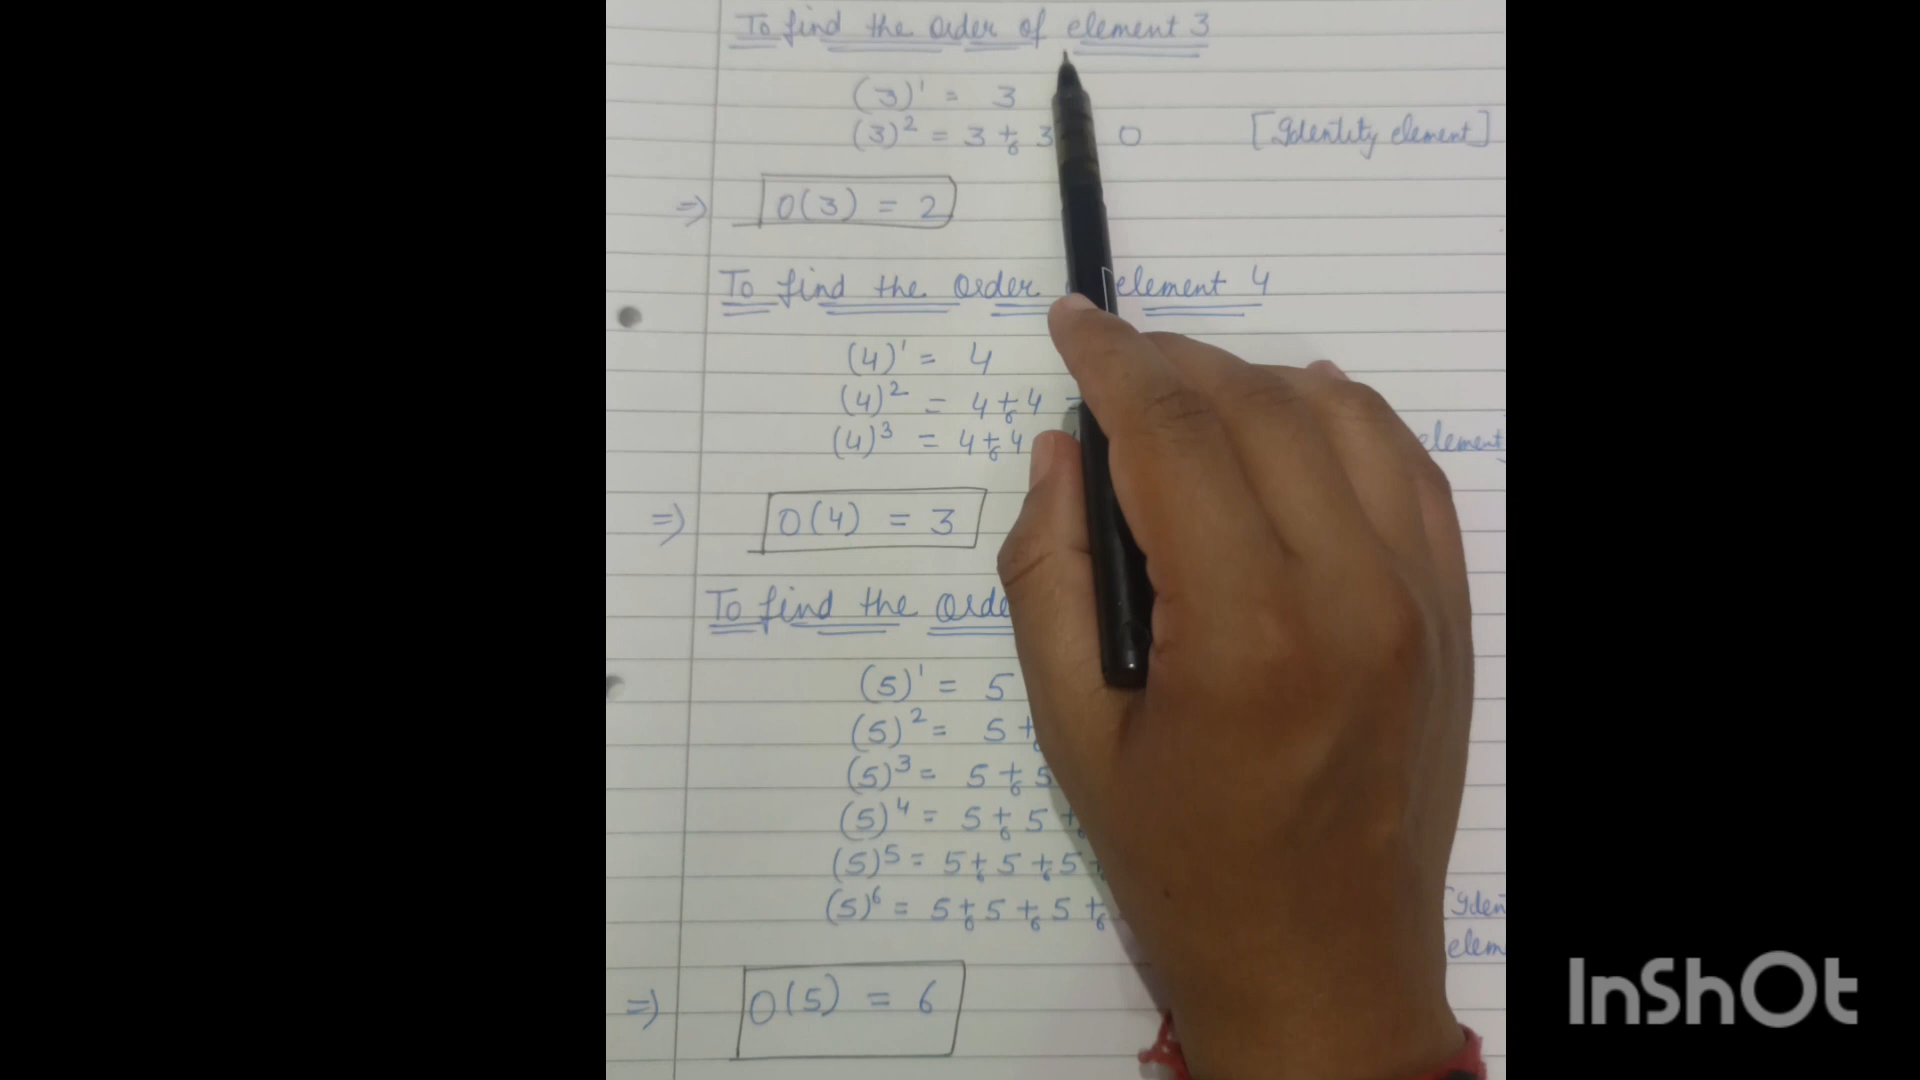 To find the order of element 3
(3)¹ = 3
(3)² = 3 +₆ 3 0 [Identity element]
⇒ O(3) = 2
To find the order element 4
(4)¹ = 4
(4)² = 4 +₆ 4 =
(4)³ = 4 +₆ 4 element
⇒ O(4) = 3
To find the
(5)¹ = 5
(5)² = 5 +
(5)³ = 5 +₆ 5
(5)⁴ = 5 +₆ 5 +₆
(5)⁵ = 5 +₆ 5 +₆ 5 +
(5)⁶ = 5 +₆ 5 +₆ 5 +₆
⇒ O(5) = 6
InShOt